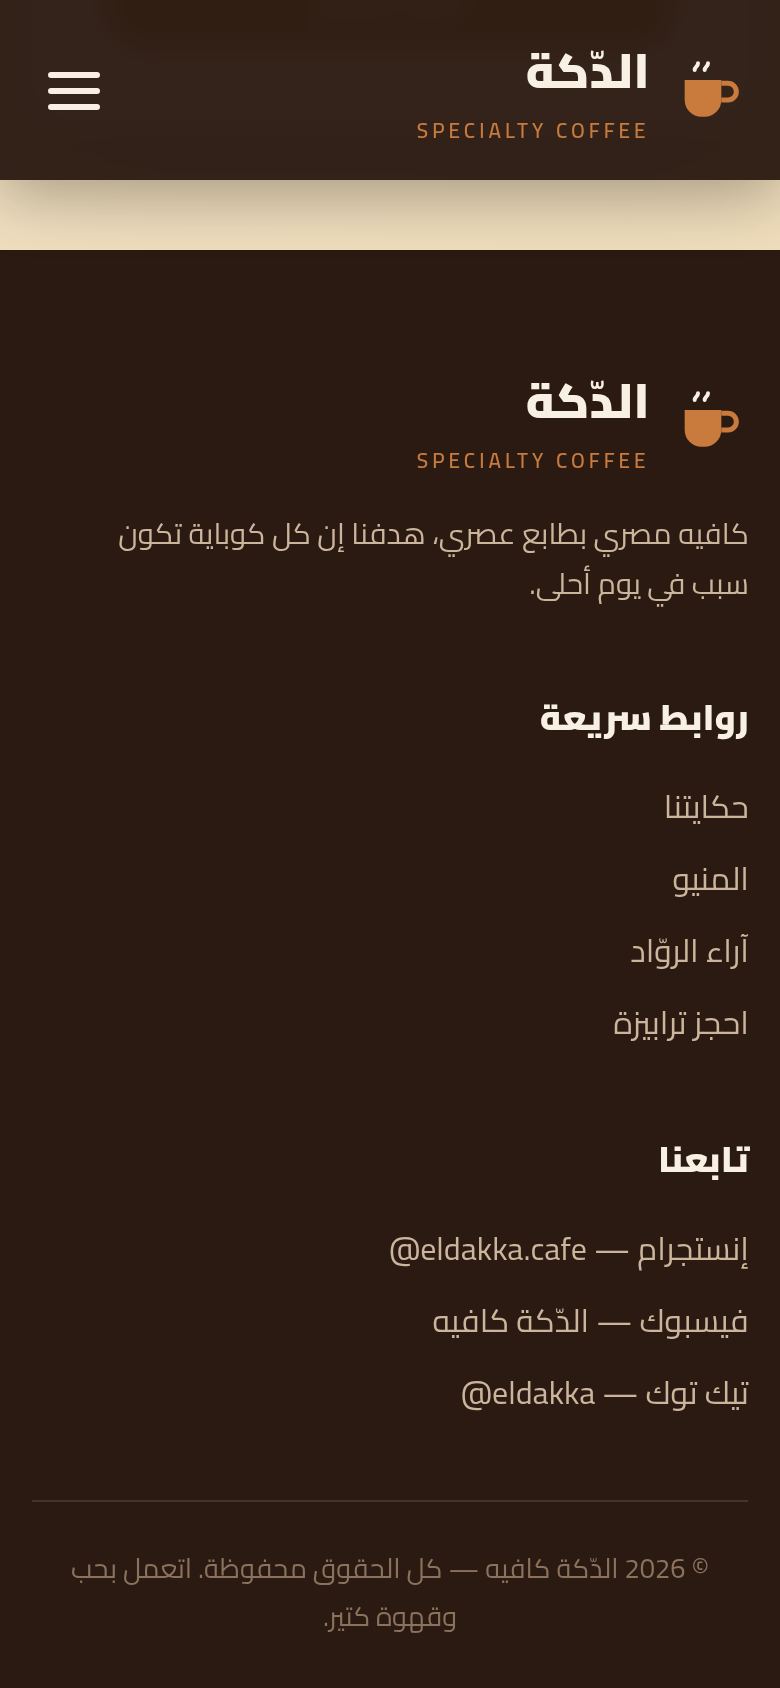 الدّكة
SPECIALTY COFFEE
الدّكة
SPECIALTY COFFEE
كافيه مصري بطابع عصري، هدفنا إن كل كوباية تكون
سبب في يوم أحلى.
روابط سريعة
حكايتنا
المنيو
آراء الروّاد
احجز ترابيزة
تابعنا
إنستجرام — @eldakka.cafe
فيسبوك — الدّكة كافيه
تيك توك — @eldakka
© 2026 الدّكة كافيه — كل الحقوق محفوظة. اتعمل بحب
وقهوة كتير.